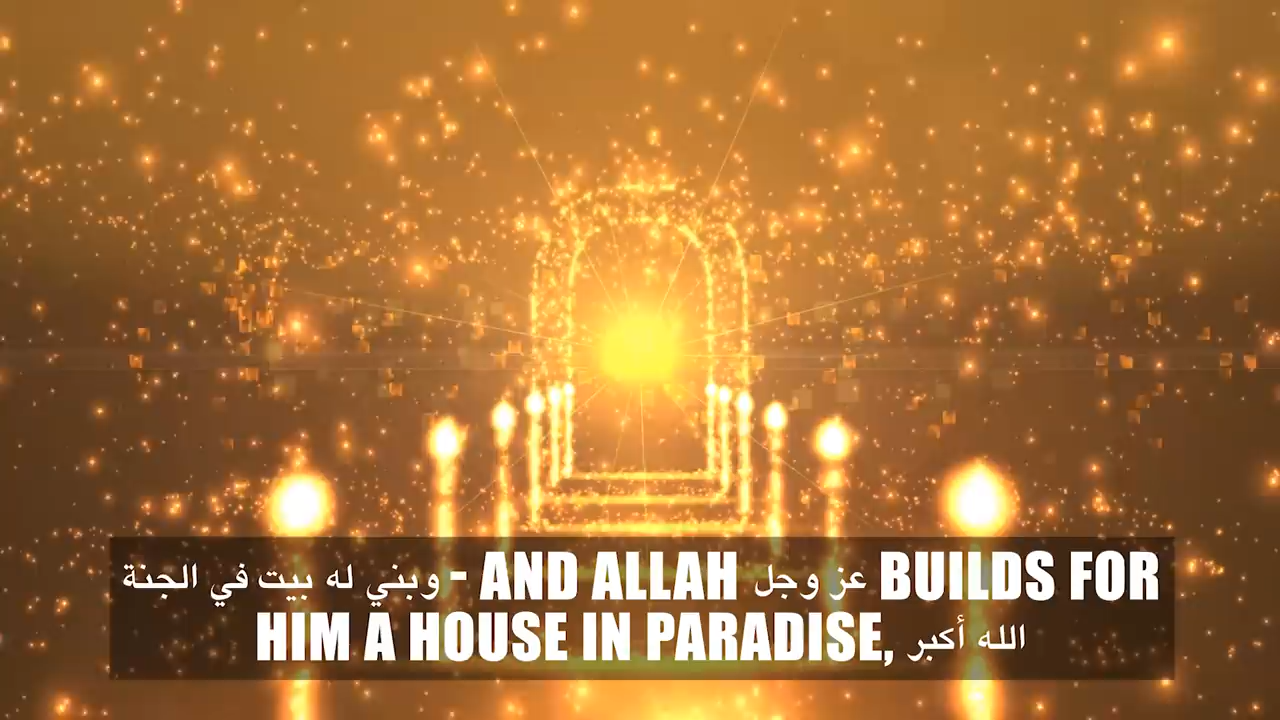 وبني له بيت في الجنة - AND ALLAH عز وجل BUILDS FOR
HIM A HOUSE IN PARADISE, الله أكبر